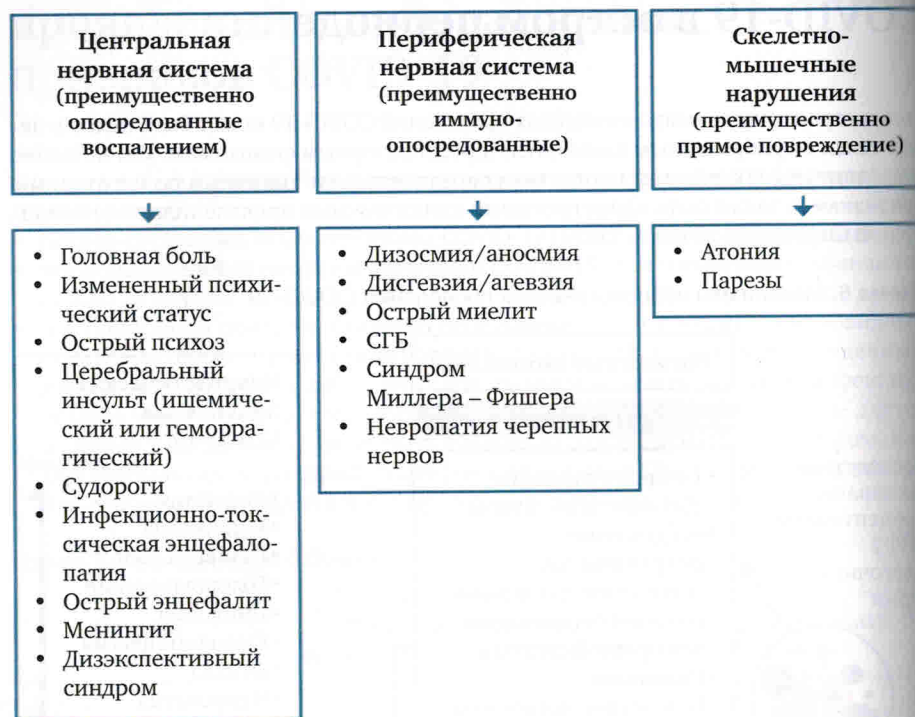 Центральная
нервная система
(преимущественно
опосредованные
воспалением)
• Головная боль
• Измененный психи-
ческий статус
• Острый психоз
• Церебральный
инсульт (ишемиче-
ский или геморра-
гический)
• Судороги
• Инфекционно-ток-
сическая энцефало-
патия
• Острый энцефалит
• Менингит
• Дизэкспективный
синдром
Периферическая
нервная система
(преимущественно
иммуно-
опосредованные)
• Дизосмия/аносмия
• Дисгевзия/агевзия
• Острый миелит
• СГБ
• Синдром
Миллера – Фишера
• Невропатия черепных
нервов
Скелетно-
мышечные
нарушения
(преимущественно
прямое повреждение)
• Атония
• Парезы